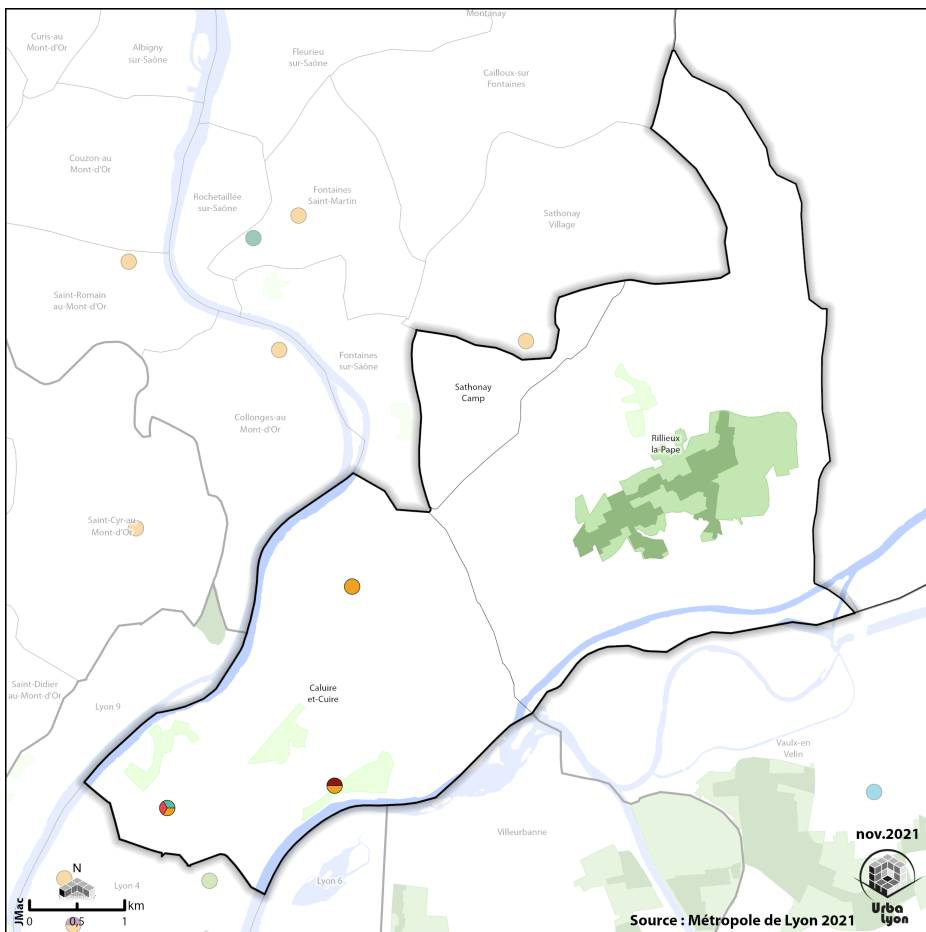 Montanay
Curis-au
Mont-d'Or
Albigny
sur-Saône
Fleurieu
sur-Saône
Cailloux-sur
Fontaines
Couzon-au
Mont-d'Or
Rochetaillée
sur-Saône
Fontaines
Saint-Martin
Sathonay
Village
Saint-Romain
au-Mont-d'Or
Fontaines
sur-Saône
Sathonay
Camp
Collonges-au
Mont-d'Or
Rillieux
la-Pape
Saint-Cyr-au
Mont-d'Or
Saint-Didier
au-Mont-d'Or
Lyon 9
Caluire
et-Cuire
Vaulx-en
Velin
Villeurbanne
nov.2021
N
Lyon 4
Lyon 6
JMac
0 0,5 1 km
Source : Métropole de Lyon 2021
Urba
Lyon